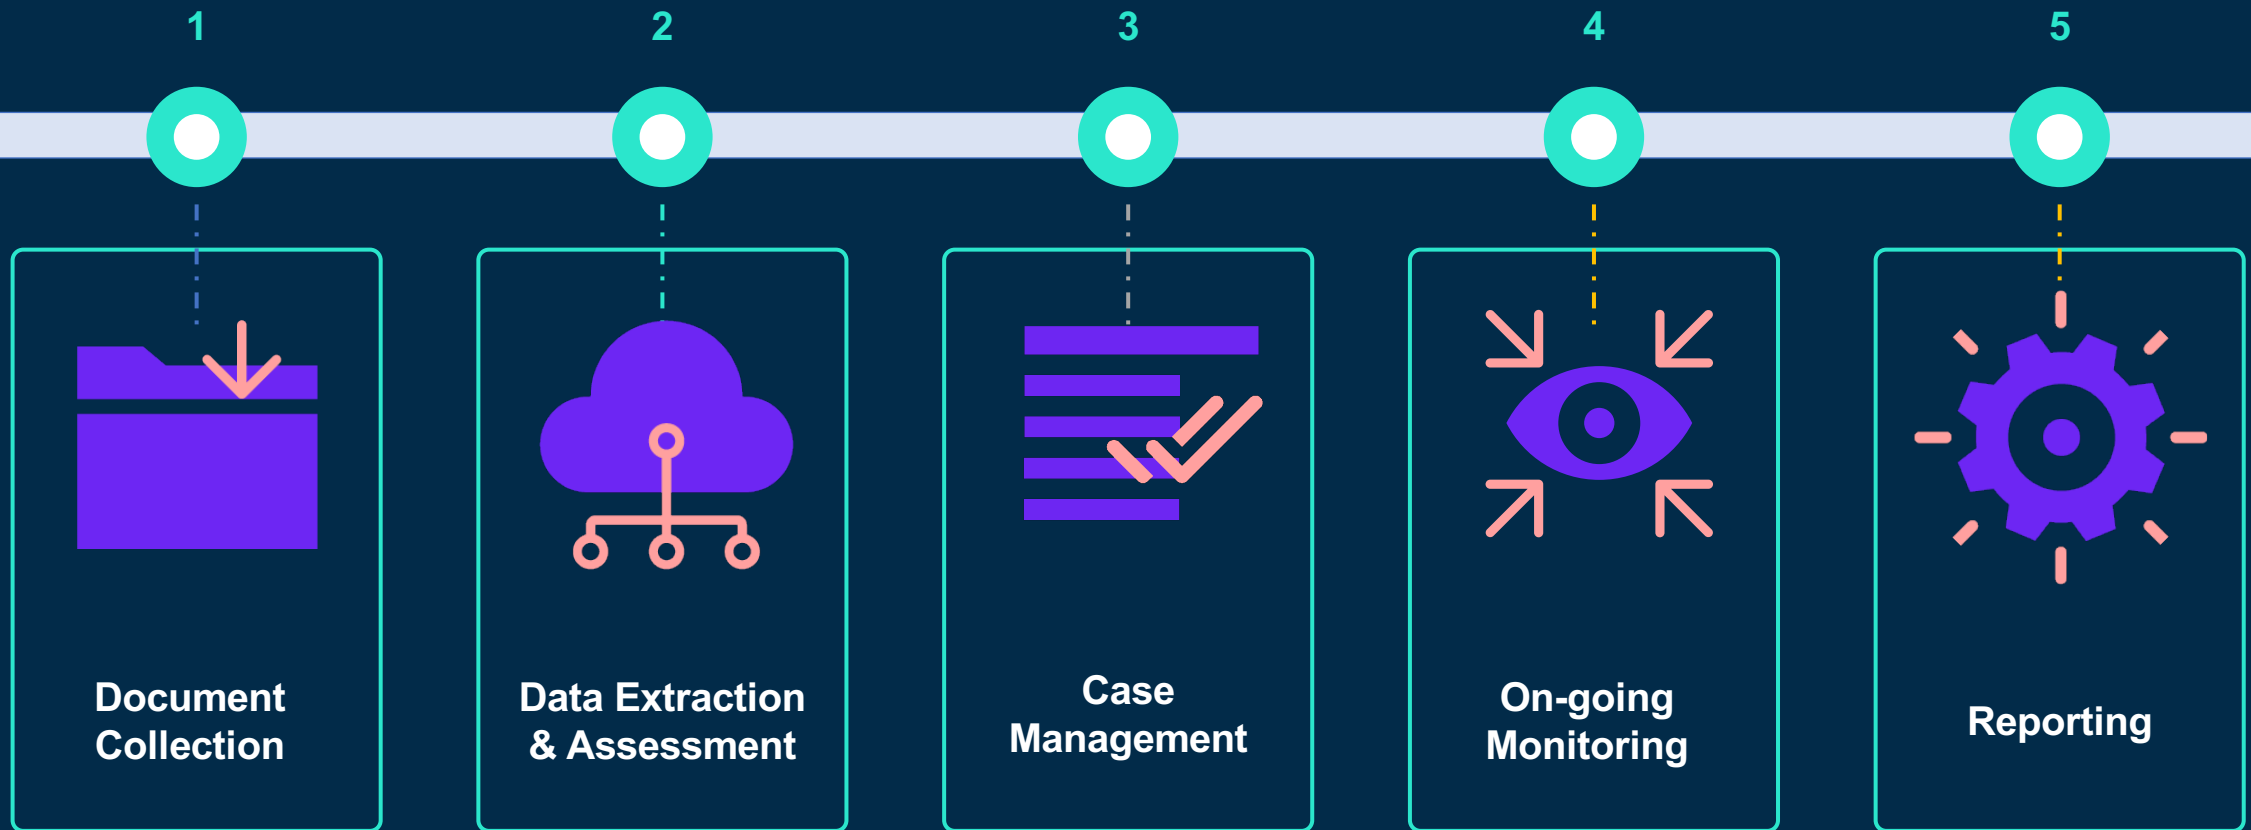 1
2
3
4
5
Document
Collection
Data Extraction
& Assessment
Case
Management
On-going
Monitoring
Reporting